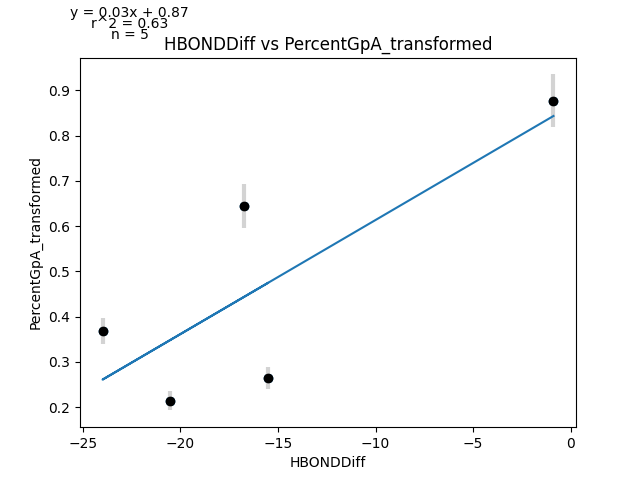 y = 0.03x + 0.87
r^2 = 0.63
n = 5
HBONDDiff vs PercentGpA_transformed
PercentGpA_transformed
0.9
0.8
0.7
0.6
0.5
0.4
0.3
0.2
−25 −20 −15 −10 −5 0
HBONDDiff